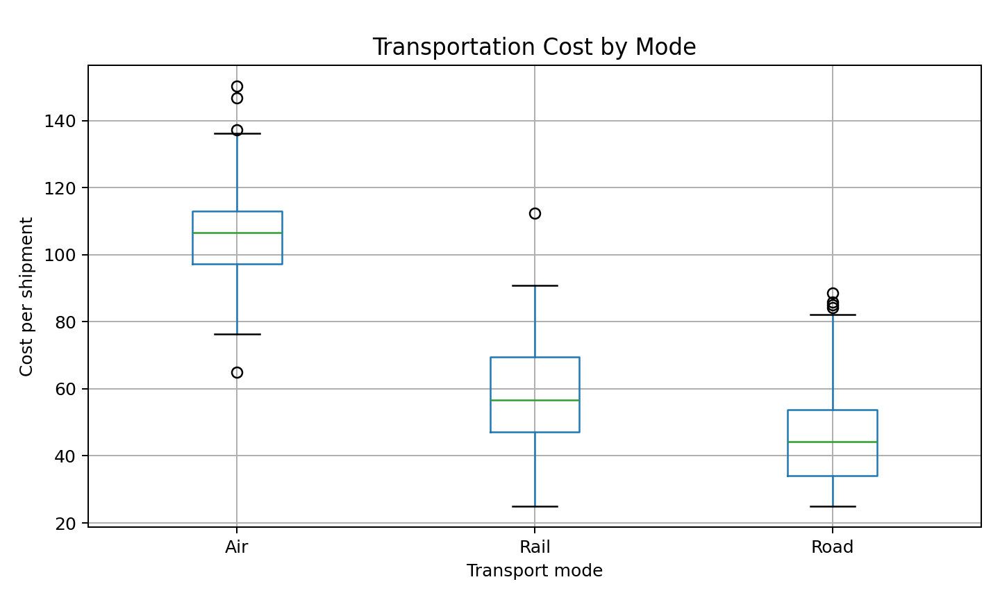 Transportation Cost by Mode
140
120
100
80
60
40
20
Cost per shipment
Air
Rail
Road
Transport mode